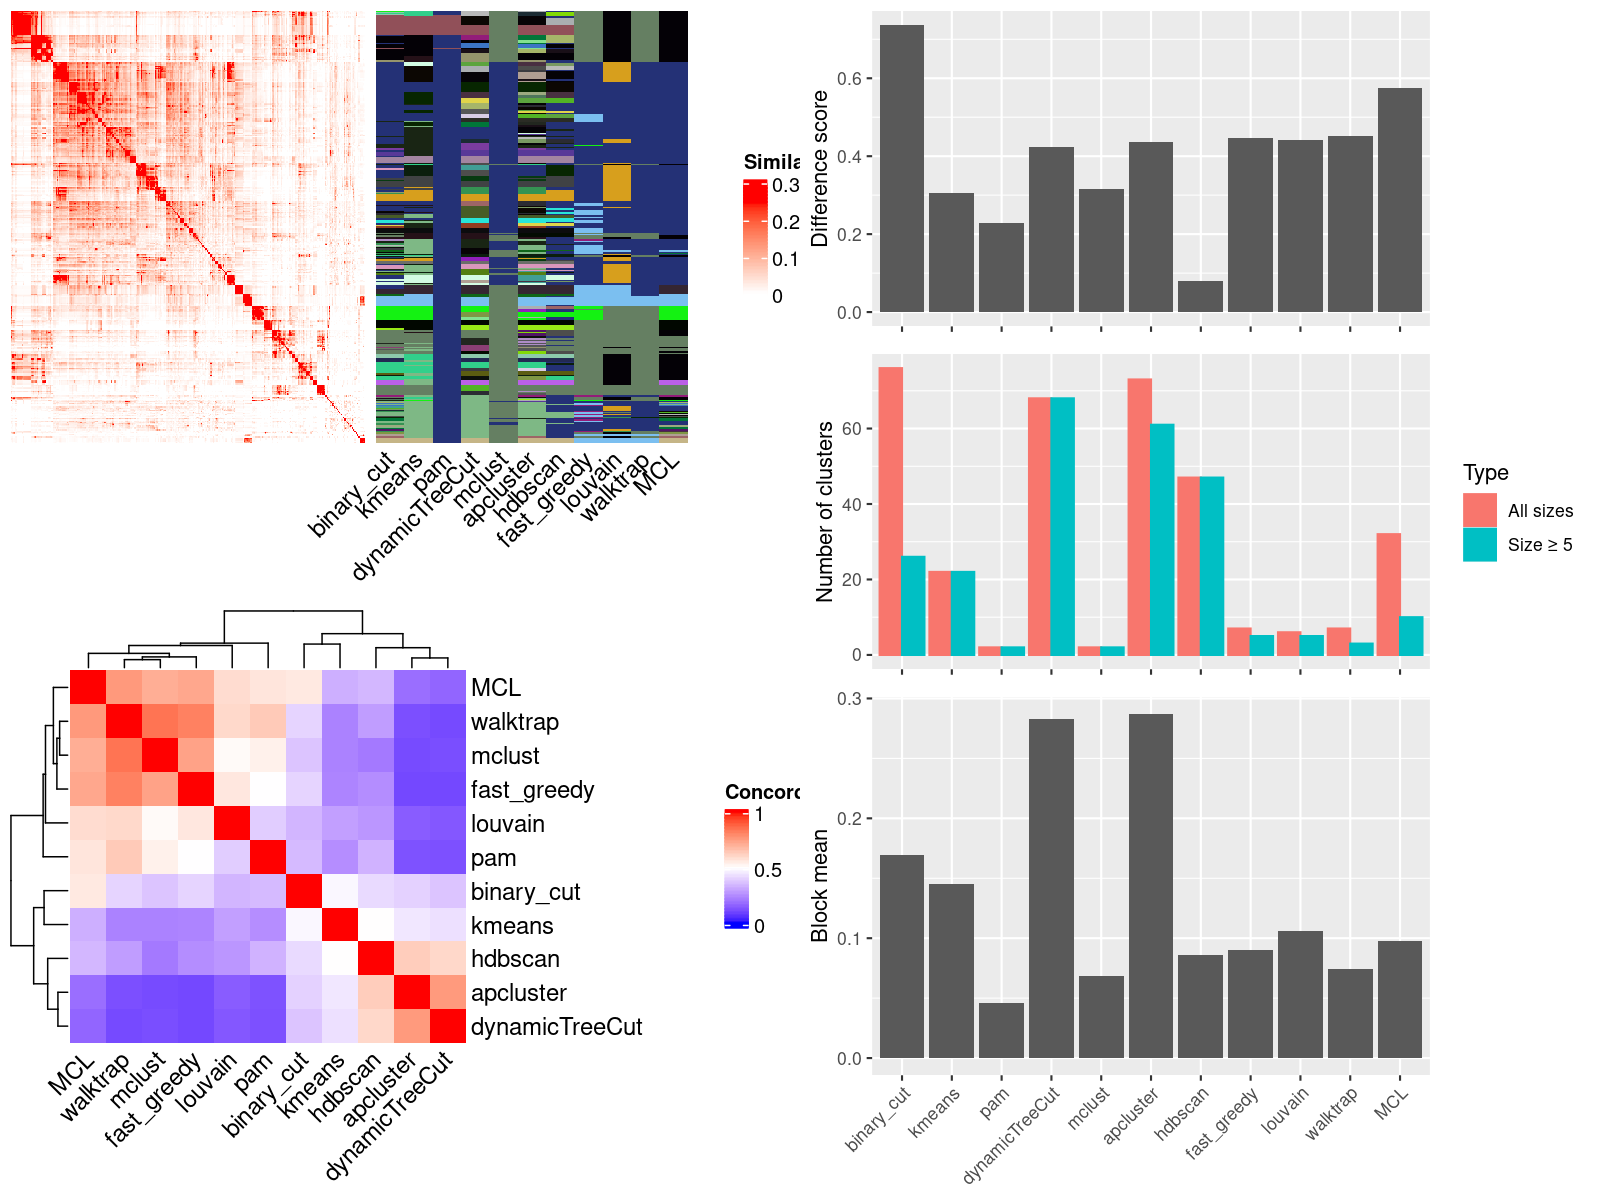 Simila
0.3
0.2
0.1
0
binary_cut
kmeans
pam
dynamicTreeCut
mclust
apcluster
hdbscan
fast_greedy
louvain
walktrap
MCL
MCL
walktrap
mclust
fast_greedy
louvain
pam
binary_cut
kmeans
hdbscan
apcluster
dynamicTreeCut
MCL
walktrap
mclust
fast_greedy
louvain
pam
binary_cut
kmeans
hdbscan
apcluster
dynamicTreeCut
Concord
1
0.5
0
Difference score
0.6
0.4
0.2
0.0
Number of clusters
60
40
20
0
Type
All sizes
Size ≥ 5
Block mean
0.3
0.2
0.1
0.0
binary_cut
kmeans
pam
dynamicTreeCut
mclust
apcluster
hdbscan
fast_greedy
louvain
walktrap
MCL